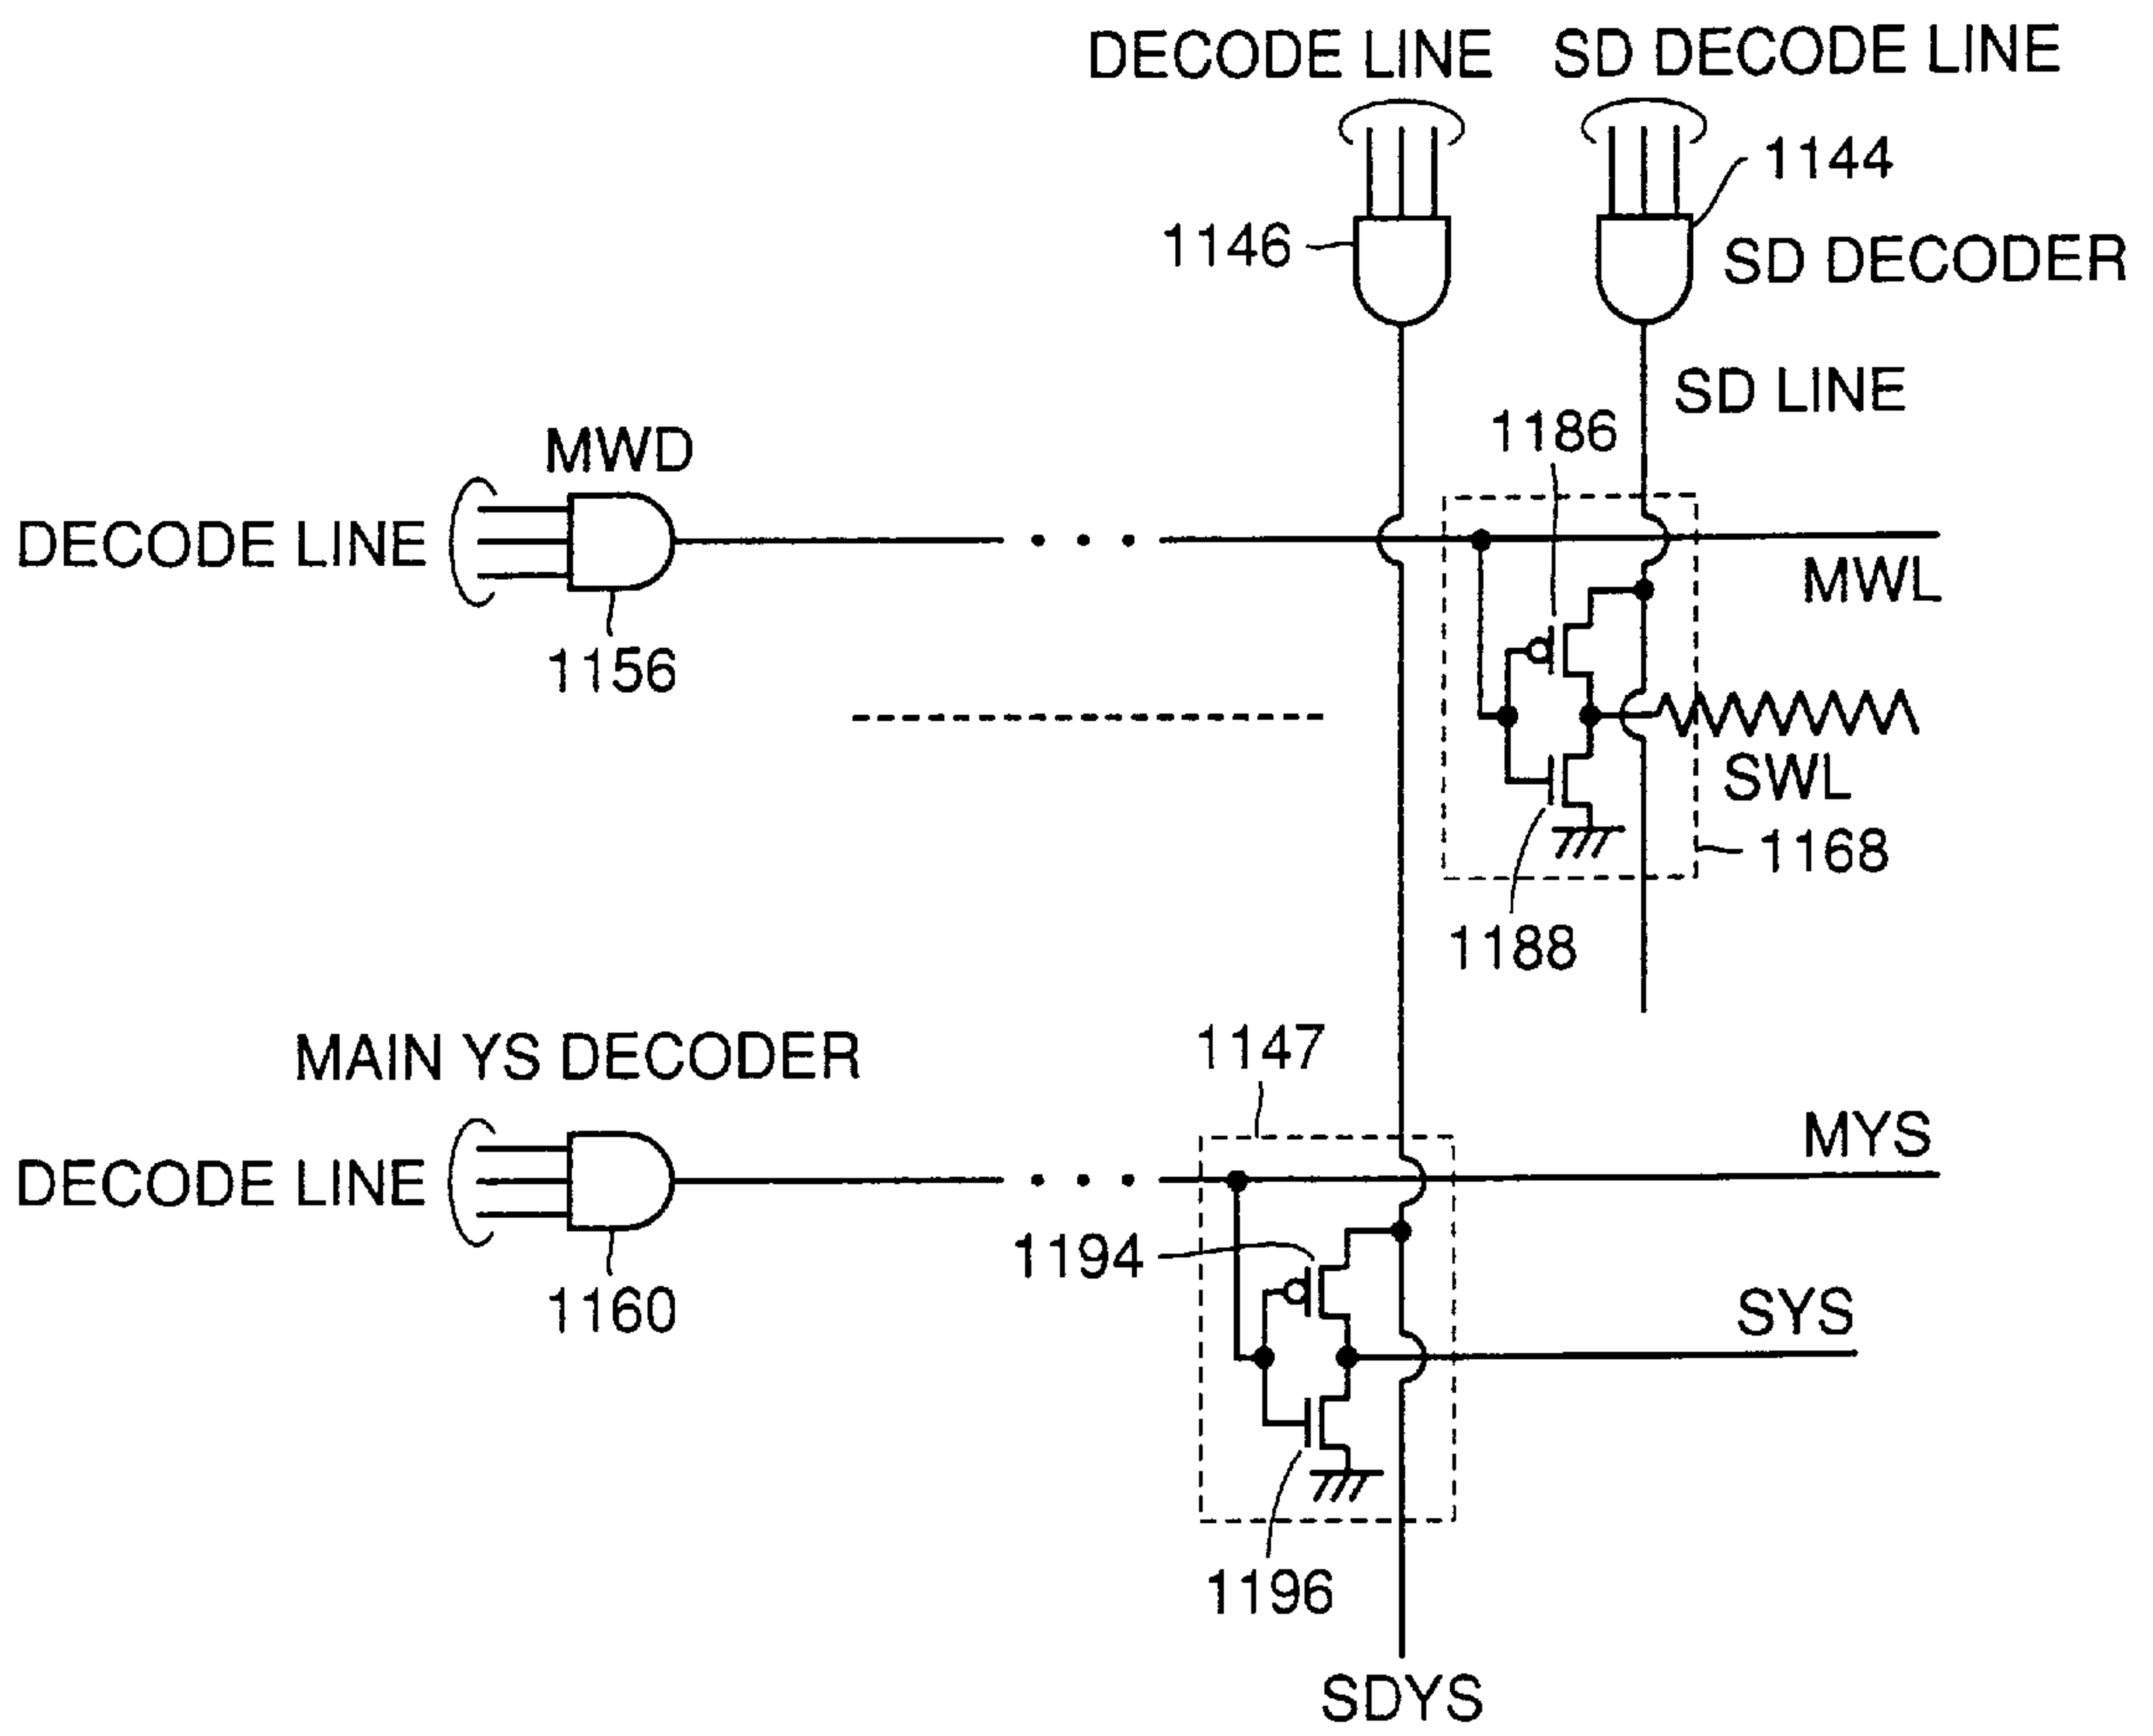 DECODE LINE
SD DECODE LINE
1144
1146
SD DECODER
SD LINE
1186
MWD
DECODE LINE
MWL
1156
SWL
1168
1188
1147
MAIN YS DECODER
MYS
DECODE LINE
1194
SYS
1160
1196
SDYS